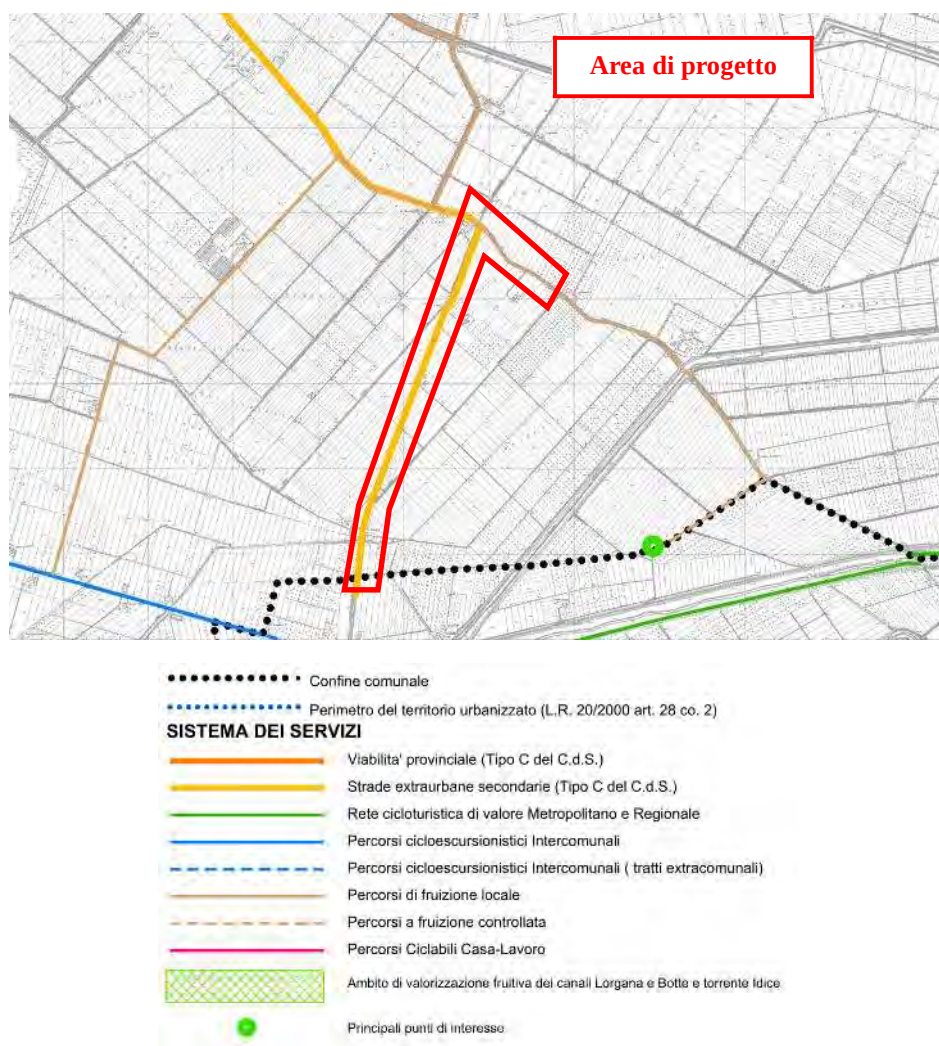 Area di progetto
Confine comunale
Perimetro del territorio urbanizzato (L.R. 20/2000 art. 28 co. 2)
SISTEMA DEI SERVIZI
Viabilita' provinciale (Tipo C del C.d.S.)
Strade extraurbane secondarie (Tipo C del C.d.S.)
Rete cicloturistica di valore Metropolitano e Regionale
Percorsi cicloescursionistici Intercomunali
Percorsi cicloescursionistici Intercomunali ( tratti extracomunali)
Percorsi di fruizione locale
Percorsi a fruizione controllata
Percorsi Ciclabili Casa-Lavoro
Ambito di valorizzazione fruitiva dei canali Lorgana e Botte e torrente Idice
Principali punti di interesse